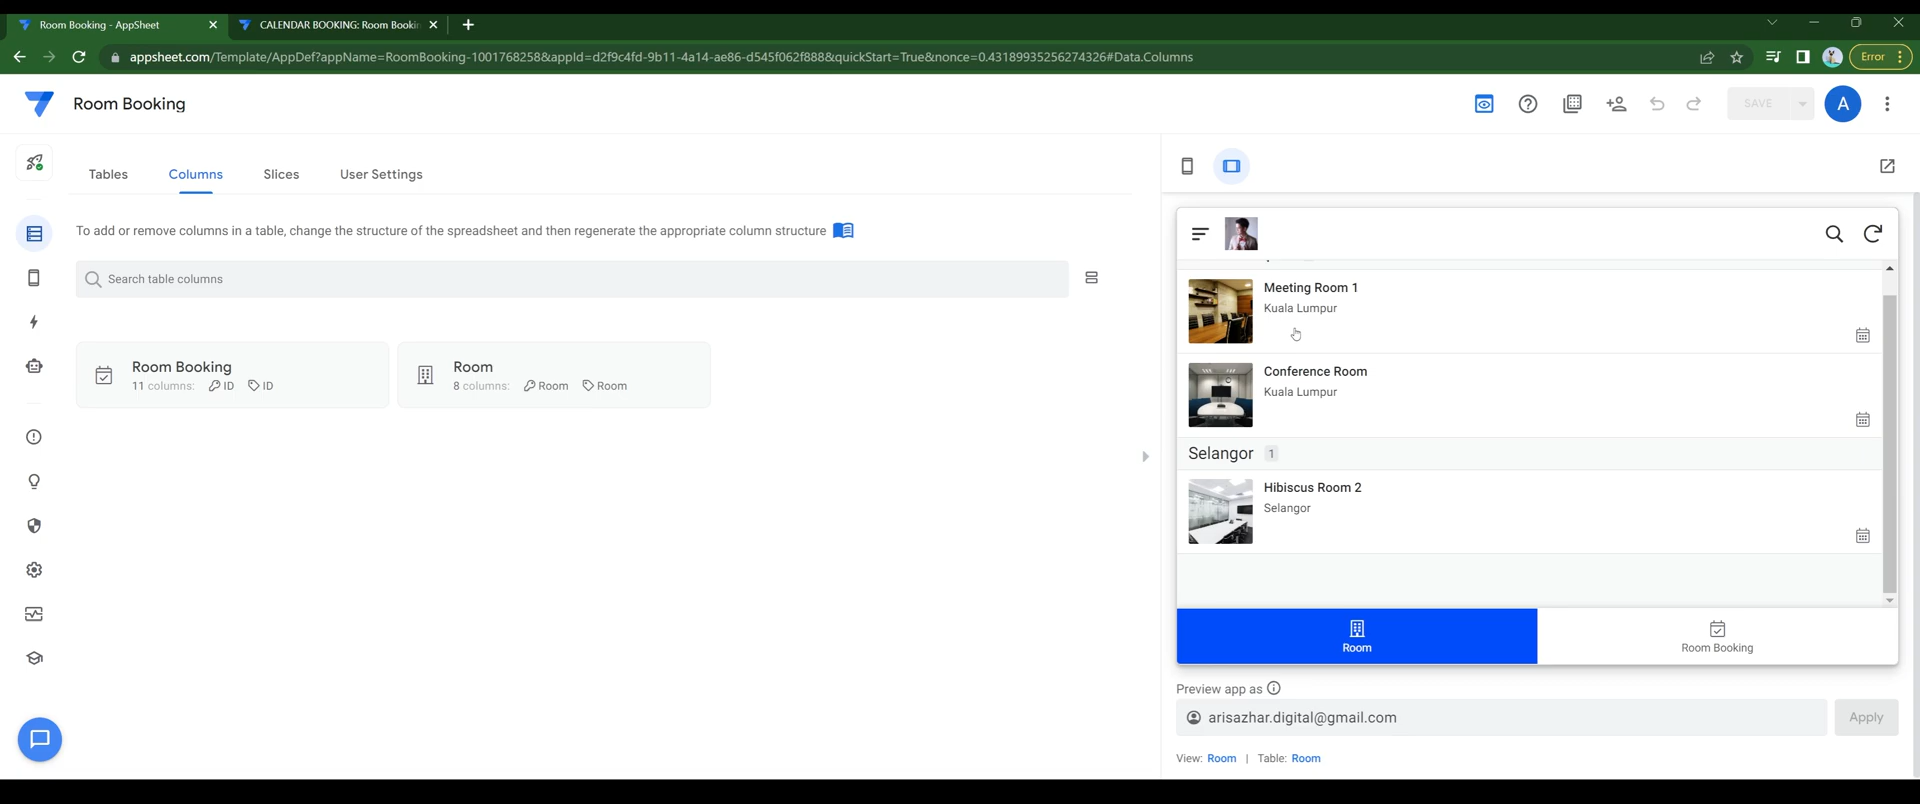 Room Booking - AppSheet
CALENDAR BOOKING: Room Bookin
appsheet.com/Template/AppDef?appName=RoomBooking-1001768258&appId=d2f9c4fd-9b11-4a14-ae86-d545f062f888&quickStart=True&nonce=0.43189935256274326#Data.Columns
Error
Room Booking
SAVE
A
Tables
Columns
Slices
User Settings
To add or remove columns in a table, change the structure of the spreadsheet and then regenerate the appropriate column structure
Search table columns
Room Booking
11 columns: ID ID
Room
8 columns: Room Room
Meeting Room 1
Kuala Lumpur
Conference Room
Kuala Lumpur
Selangor 1
Hibiscus Room 2
Selangor
Room
Room Booking
Preview app as
arisazhar.digital@gmail.com
Apply
View: Room | Table: Room